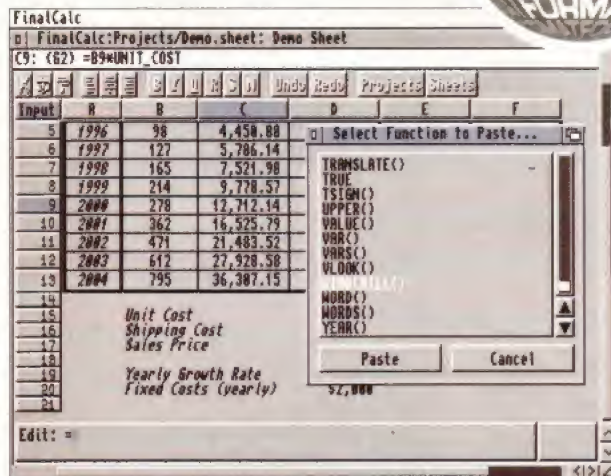 FORMA
FinalCalc
FinalCalc:Projects/Demo.sheet: Demo Sheet
C9: (G2) =B9*UNIT_COST
B I U R S N Undo Redo Projects Sheets
Input A B C D E F
5 1996 98 4,450.88
6 1997 127 5,786.14
7 1998 165 7,521.98
8 1999 214 9,778.57
9 2000 278 12,712.14
10 2001 362 16,525.79
11 2002 471 21,483.52
12 2003 612 27,928.58
13 2004 795 36,307.15
14
15 Unit Cost
16 Shipping Cost
17 Sales Price
18
19 Yearly Growth Rate
20 Fixed Costs (yearly) $2,000
21
Select Function to Paste...
TRANSLATE()
TRUE
TSIGN()
UPPER()
VALUE()
VAR()
VARS()
VLOOK()
WORD()
WORDS()
YEAR()
Paste Cancel
Edit: =